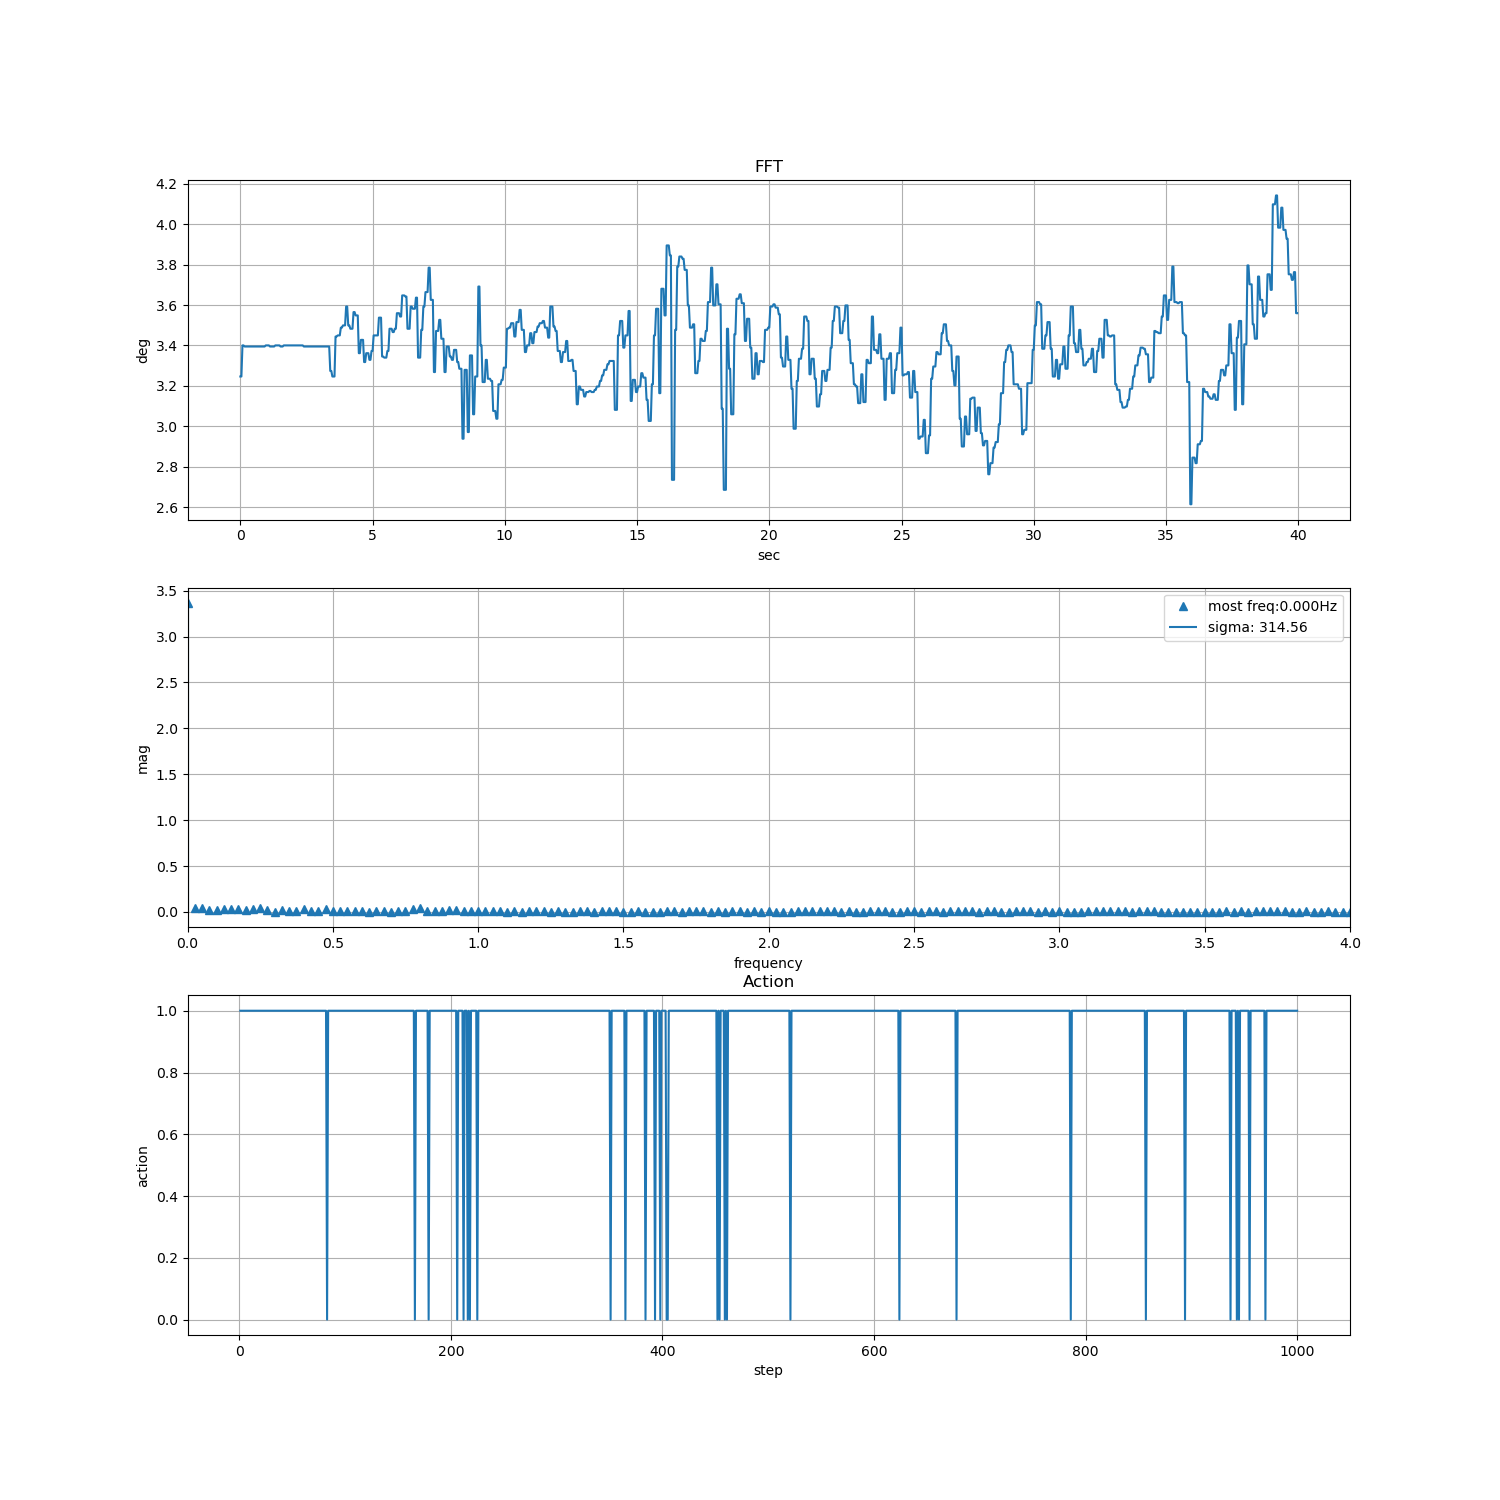 FFT
4.2
4.0
3.8
3.6
3.4
3.2
3.0
2.8
2.6
deg
0 5 10 15 20 25 30 35 40
sec
3.5
3.0
2.5
2.0
1.5
1.0
0.5
0.0
mag
most freq:0.000Hz
sigma: 314.56
0.0 0.5 1.0 1.5 2.0 2.5 3.0 3.5 4.0
frequency
Action
1.0
0.8
0.6
0.4
0.2
0.0
action
0 200 400 600 800 1000
step